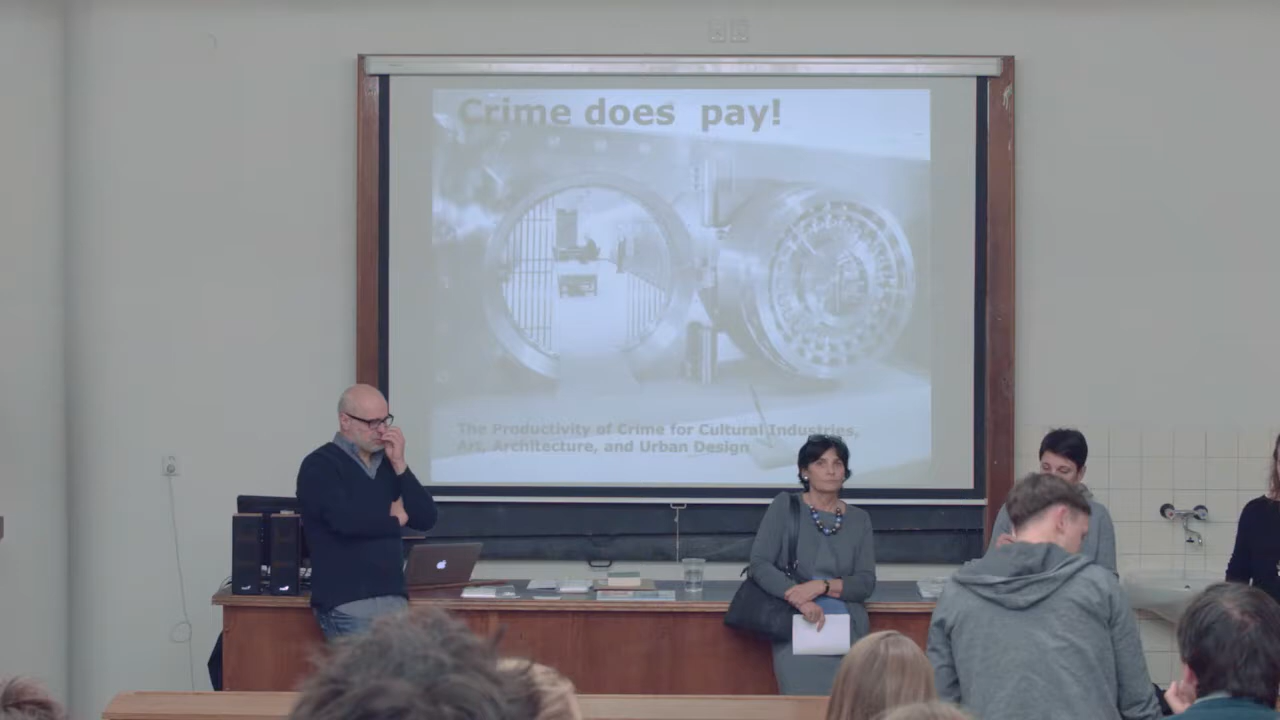 Crime does pay!
The Productivity of Crime for Cultural Industries,
Art, Architecture, and Urban Design